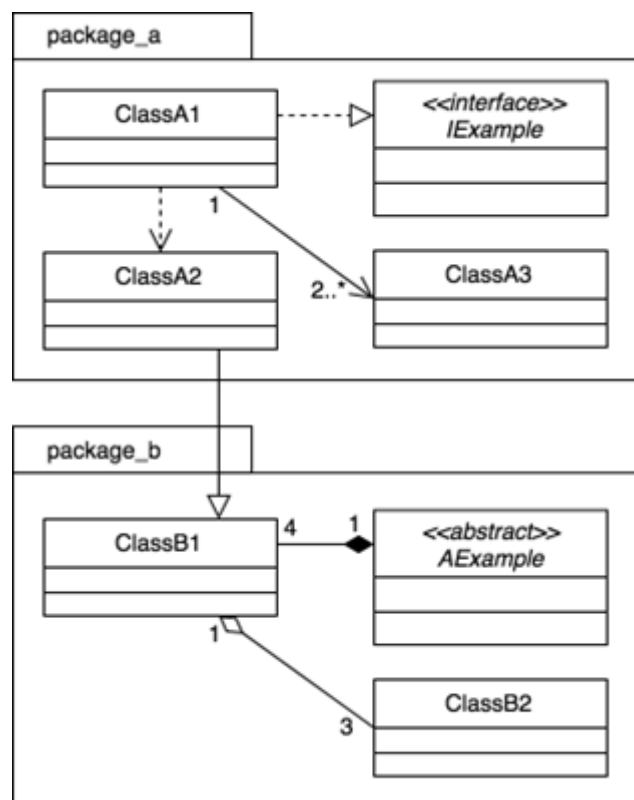 package_a
ClassA1
<<interface>>
IExample
1
ClassA2
2..*
ClassA3
package_b
ClassB1
4
1
<<abstract>>
AExample
1
ClassB2
3